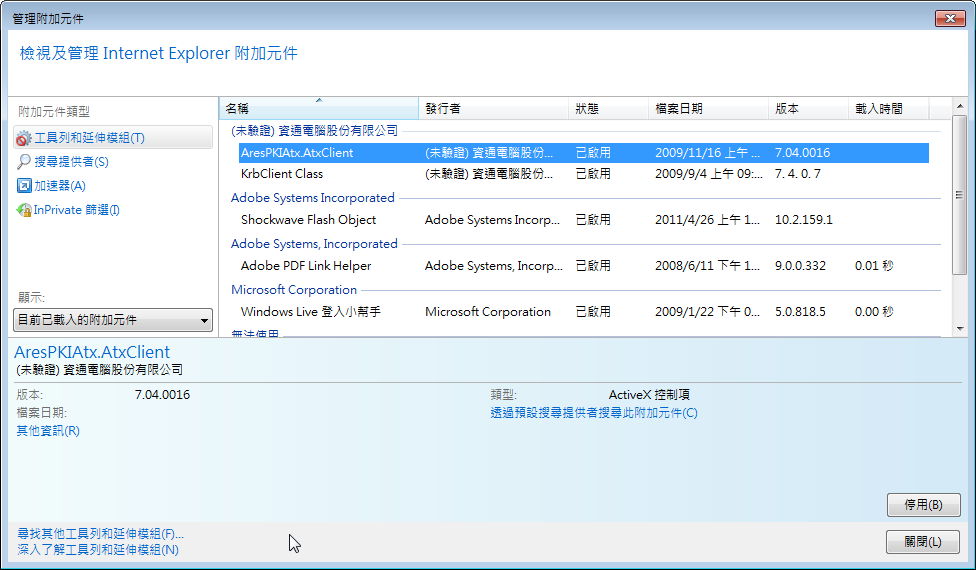 管理附加元件
檢視及管理 Internet Explorer 附加元件
附加元件類型
工具列和延伸模組(T)
搜尋提供者(S)
加速器(A)
InPrivate 篩選(I)
顯示:
目前已載入的附加元件
名稱 發行者 狀態 檔案日期 版本 載入時間
(未驗證) 資通電腦股份有限公司
AresPKIAtx.AtxClient (未驗證) 資通電腦股份... 已啟用 2009/11/16 上午 ... 7.04.0016
KrbClient Class (未驗證) 資通電腦股份... 已啟用 2009/9/4 上午 09:... 7. 4. 0. 7
Adobe Systems Incorporated
Shockwave Flash Object Adobe Systems Incorp... 已啟用 2011/4/26 上午 1... 10.2.159.1
Adobe Systems, Incorporated
Adobe PDF Link Helper Adobe Systems, Incorp... 已啟用 2008/6/11 下午 1... 9.0.0.332 0.01 秒
Microsoft Corporation
Windows Live 登入小幫手 Microsoft Corporation 已啟用 2009/1/22 下午 0... 5.0.818.5 0.00 秒
無法使用
AresPKIAtx.AtxClient
(未驗證) 資通電腦股份有限公司
版本: 7.04.0016 類型: ActiveX 控制項
檔案日期: 透過預設搜尋提供者搜尋此附加元件(C)
其他資訊(R)
停用(B)
尋找其他工具列和延伸模組(F)...
深入了解工具列和延伸模組(N)
關閉(L)